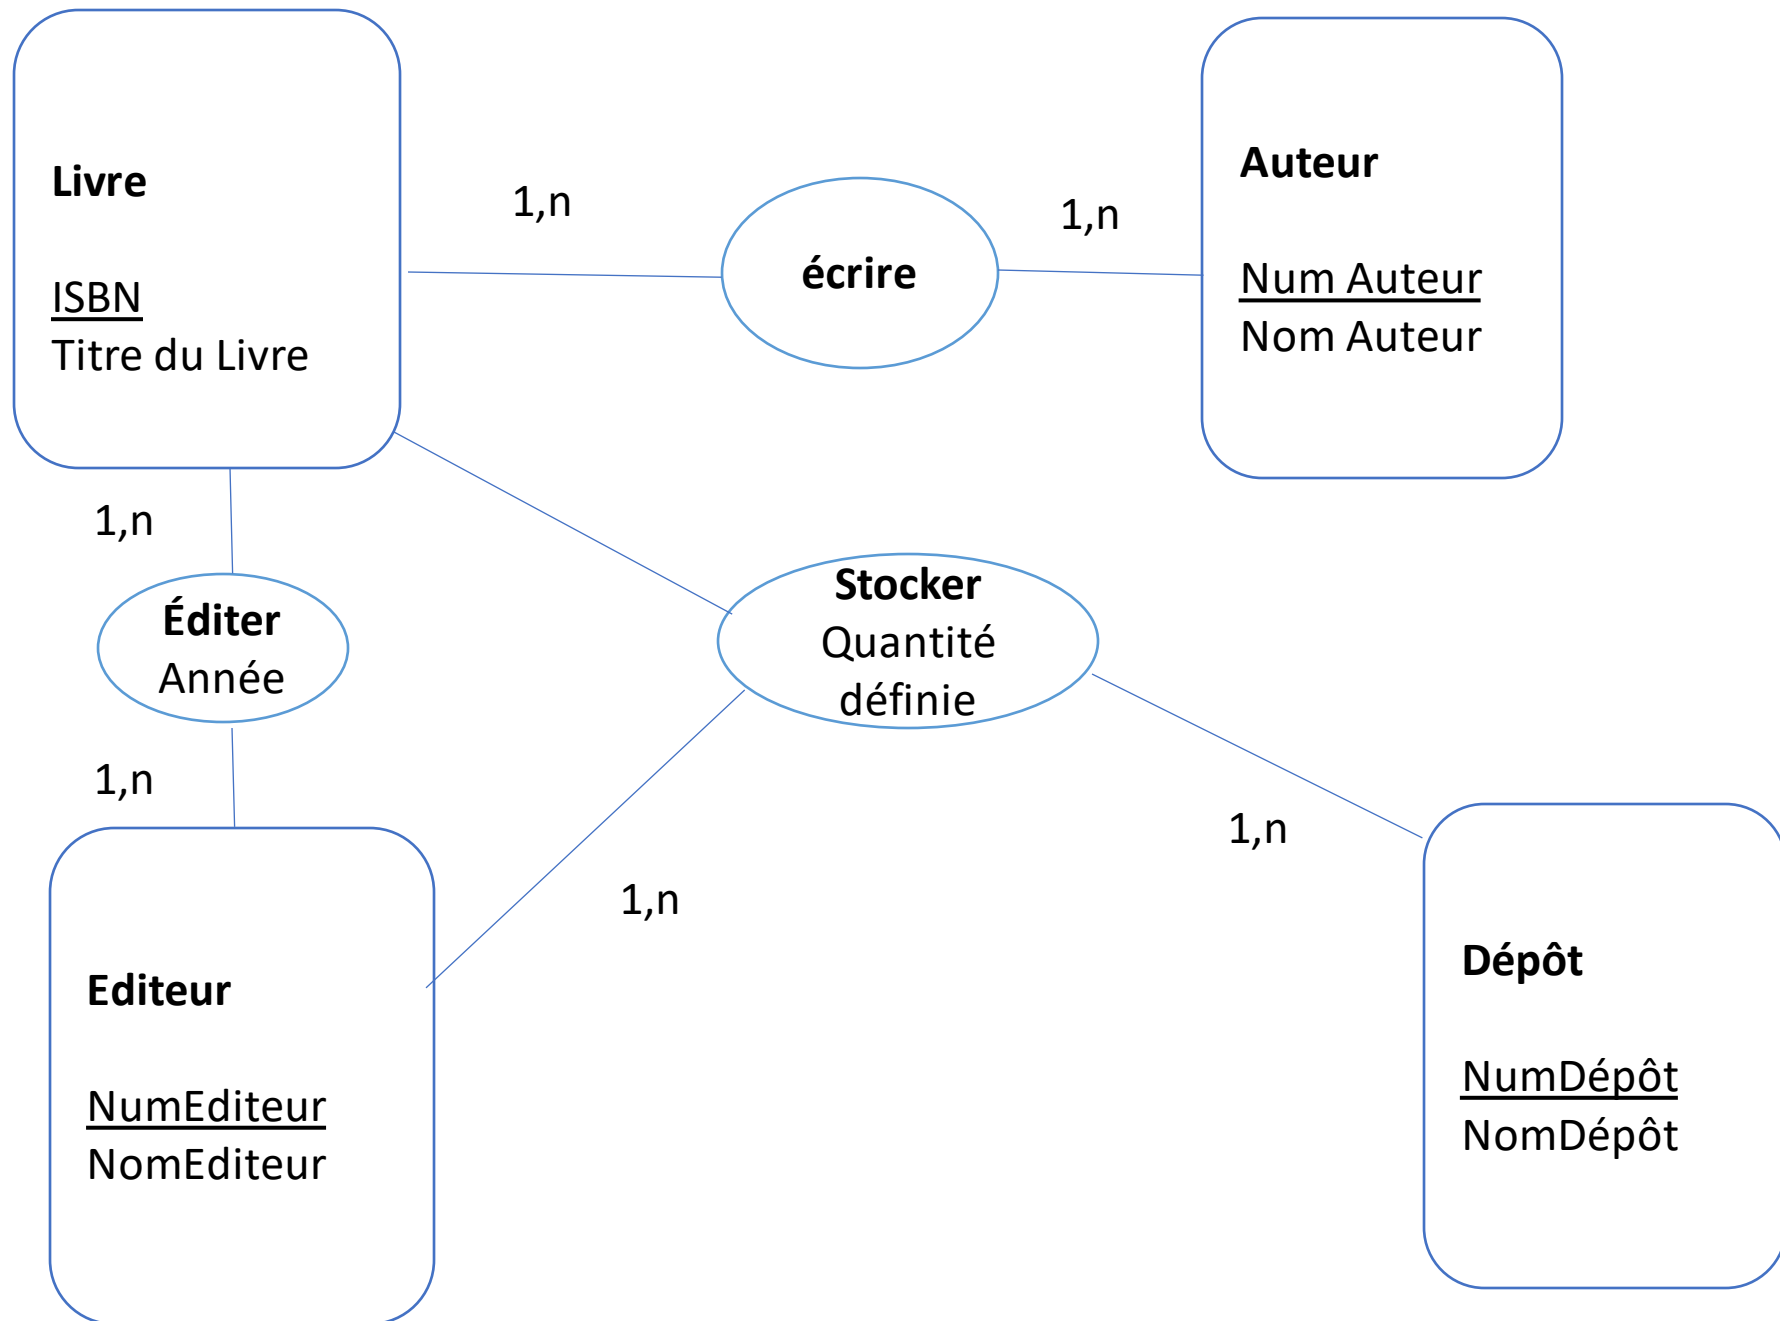 Livre
ISBN
Titre du Livre
1,n
écrire
1,n
Auteur
Num Auteur
Nom Auteur
1,n
Éditer
Année
1,n
Stocker
Quantité
définie
1,n
1,n
Editeur
NumEditeur
NomEditeur
Dépôt
NumDépôt
NomDépôt